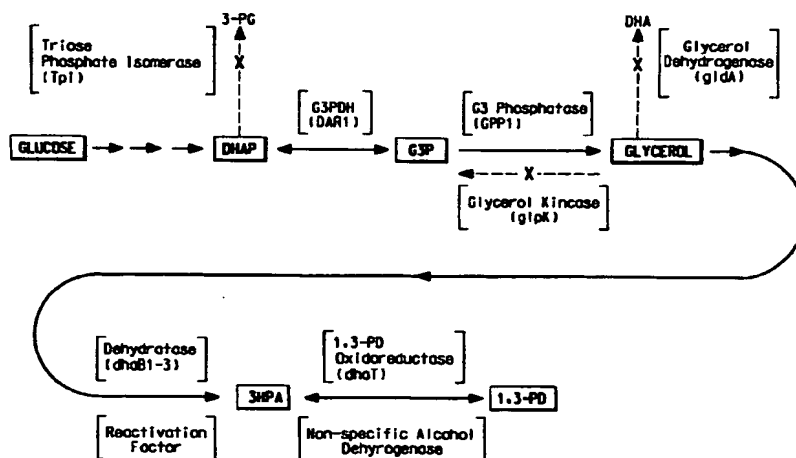 3-PG
DHA
Triose
Phosphate Isomerase
(Tpi)
Glycerol
Dehydrogenase
(gldA)
G3PDH
(DAR1)
G3 Phosphatase
(GPP1)
GLUCOSE
DHAP
G3P
GLYCEROL
X
X
X
Glycerol Kincase
(glpK)
Dehydratase
(dhaB1-3)
1.3-PD
Oxidoreductase
(dhaT)
3HPA
1.3-PD
Reactivation
Factor
Non-specific Alcohol
Dehyrogenase